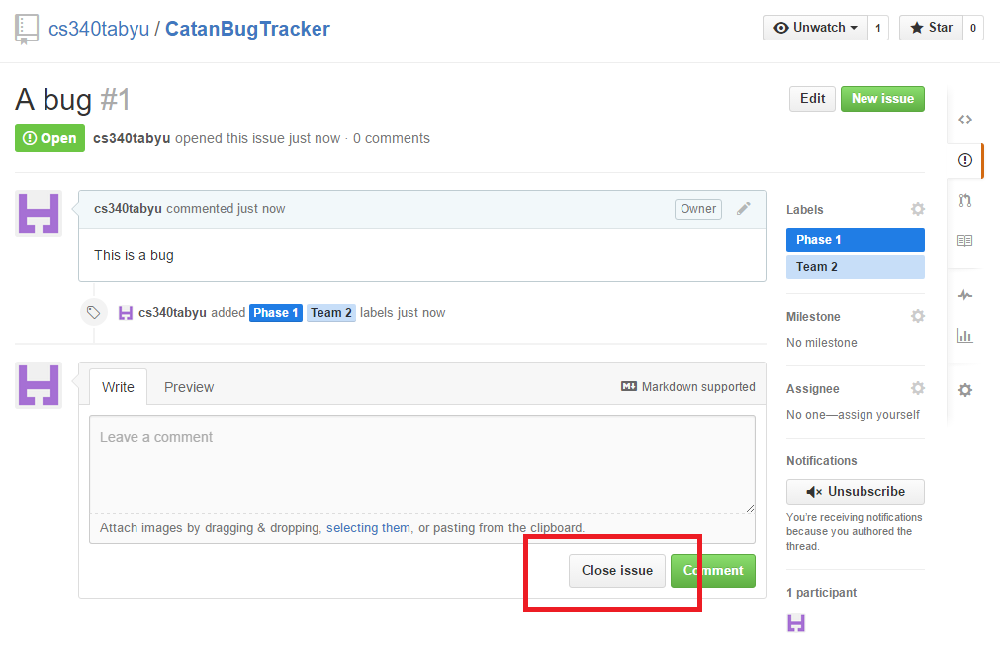 cs340tabyu / CatanBugTracker
Unwatch 1 Star 0
A bug #1
Edit New issue
Open cs340tabyu opened this issue just now · 0 comments
cs340tabyu commented just now Owner
This is a bug
cs340tabyu added Phase 1 Team 2 labels just now
Write Preview Markdown supported
Leave a comment
Attach images by dragging & dropping, selecting them, or pasting from the clipboard.
Close issue Comment
Labels
Phase 1
Team 2
Milestone
No milestone
Assignee
No one—assign yourself
Notifications
Unsubscribe
You're receiving notifications
because you authored the
thread.
1 participant